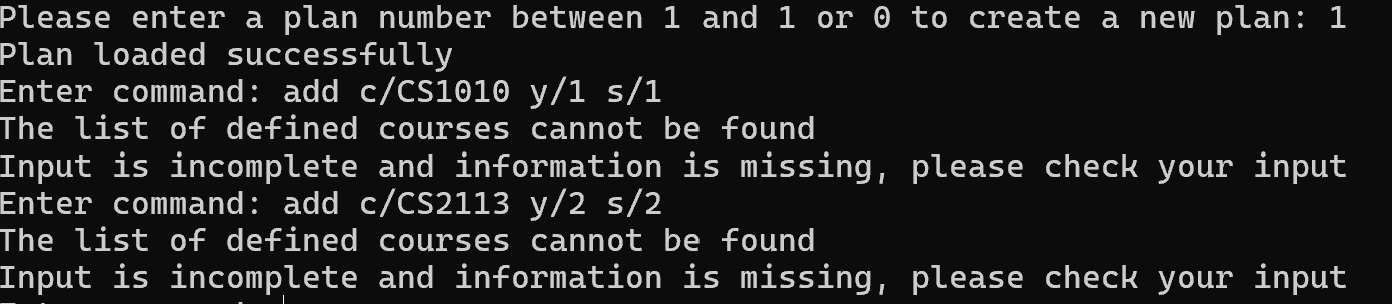 Please enter a plan number between 1 and 1 or 0 to create a new plan: 1
Plan loaded successfully
Enter command: add c/CS1010 y/1 s/1
The list of defined courses cannot be found
Input is incomplete and information is missing, please check your input
Enter command: add c/CS2113 y/2 s/2
The list of defined courses cannot be found
Input is incomplete and information is missing, please check your input